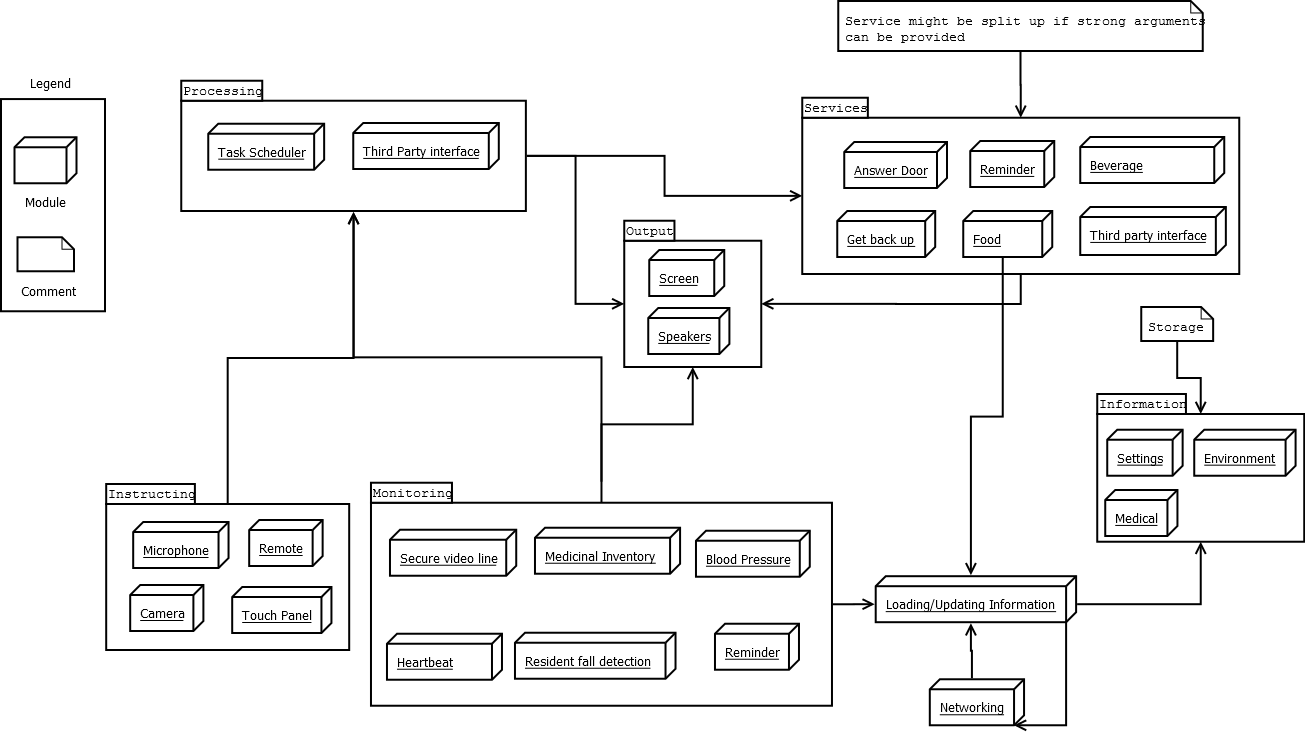 Service might be split up if strong arguments
can be provided
Legend
Module
Comment
Processing
Task Scheduler
Third Party interface
Services
Answer Door
Reminder
Beverage
Get back up
Food
Third party interface
Output
Screen
Speakers
Storage
Information
Settings
Environment
Medical
Instructing
Microphone
Remote
Camera
Touch Panel
Monitoring
Secure video line
Medicinal Inventory
Blood Pressure
Heartbeat
Resident fall detection
Reminder
Loading/Updating Information
Networking